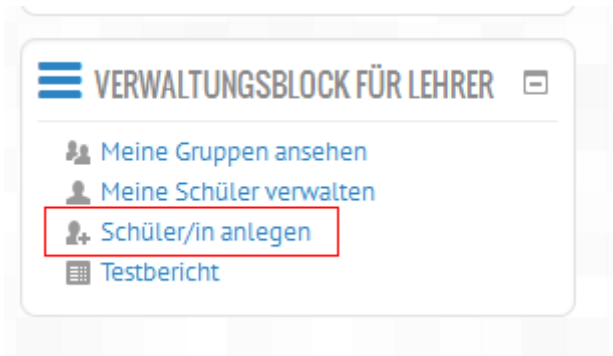 VERWALTUNGSBLOCK FÜR LEHRER
Meine Gruppen ansehen
Meine Schüler verwalten
Schüler/in anlegen
Testbericht